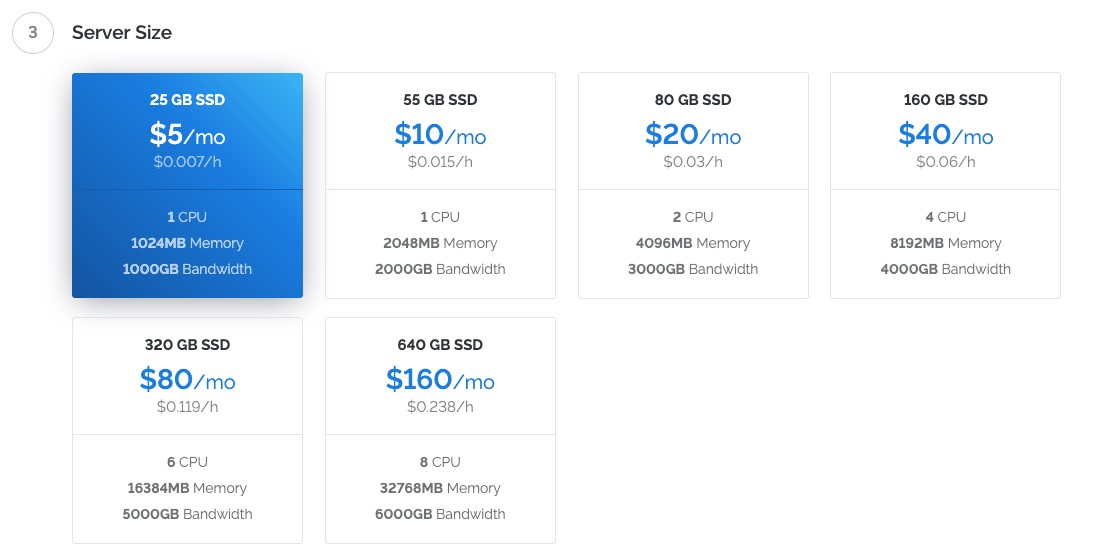 3 Server Size
25 GB SSD
$5/mo
$0.007/h
1 CPU
1024MB Memory
1000GB Bandwidth
55 GB SSD
$10/mo
$0.015/h
1 CPU
2048MB Memory
2000GB Bandwidth
80 GB SSD
$20/mo
$0.03/h
2 CPU
4096MB Memory
3000GB Bandwidth
160 GB SSD
$40/mo
$0.06/h
4 CPU
8192MB Memory
4000GB Bandwidth
320 GB SSD
$80/mo
$0.119/h
6 CPU
16384MB Memory
5000GB Bandwidth
640 GB SSD
$160/mo
$0.238/h
8 CPU
32768MB Memory
6000GB Bandwidth